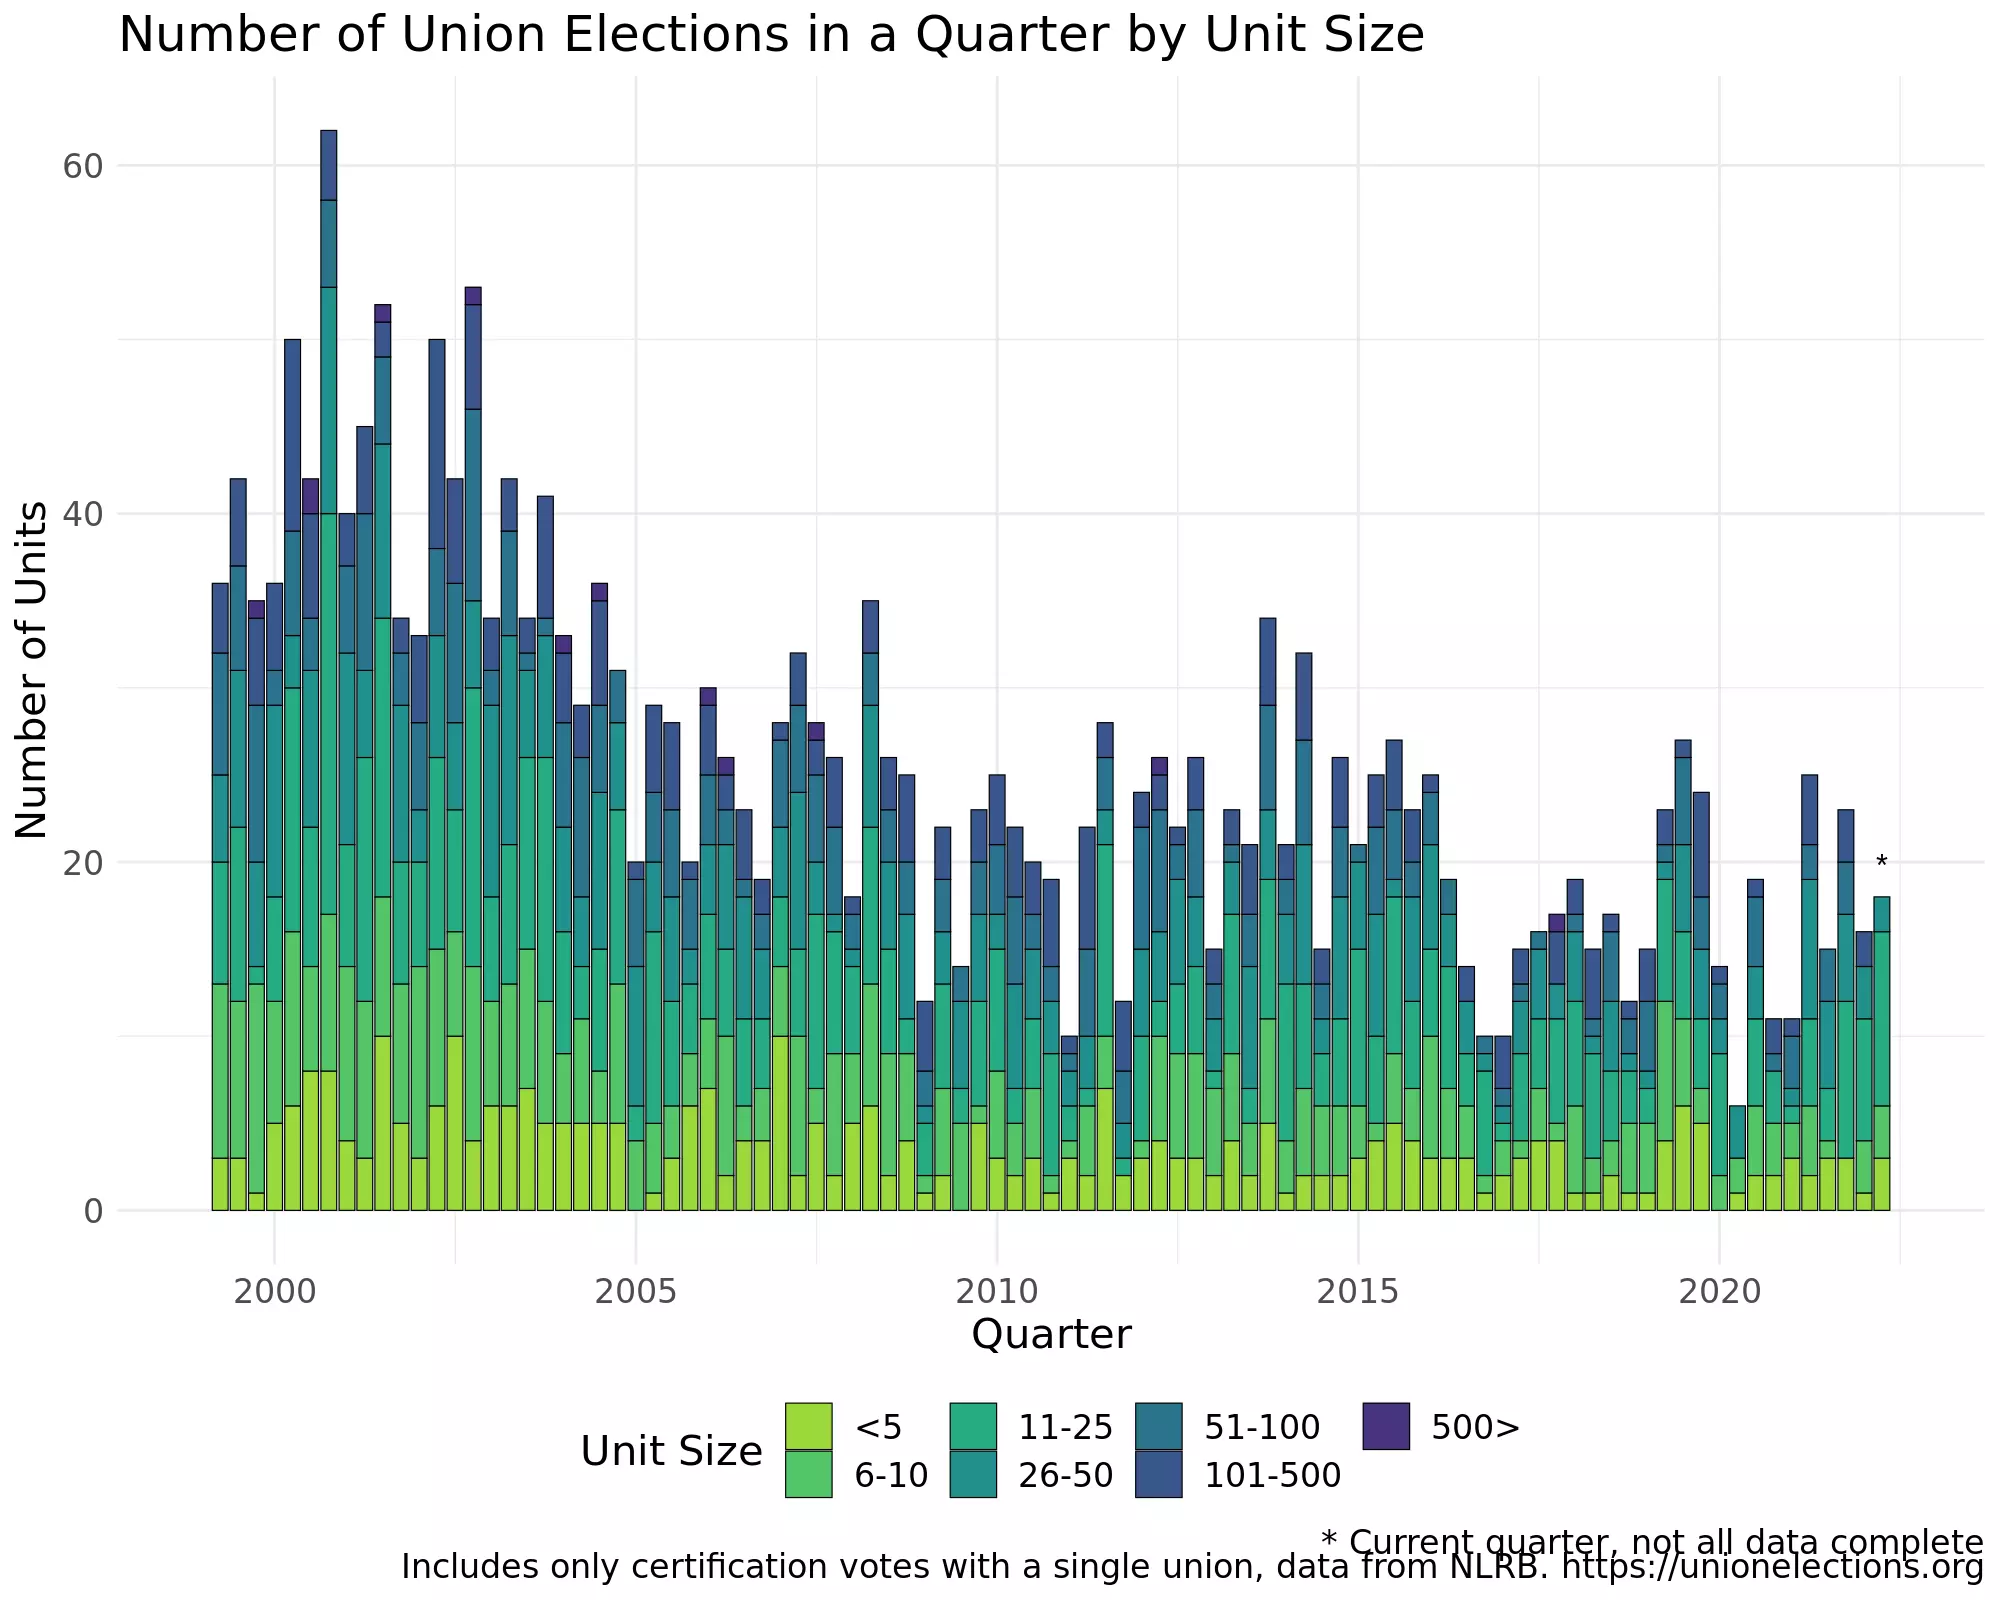 Number of Union Elections in a Quarter by Unit Size
Number of Units
60
40
20
0
*
2000 2005 2010 2015 2020
Quarter
Unit Size
<5 11-25 51-100 500>
6-10 26-50 101-500
* Current quarter, not all data complete
Includes only certification votes with a single union, data from NLRB. https://unionelections.org